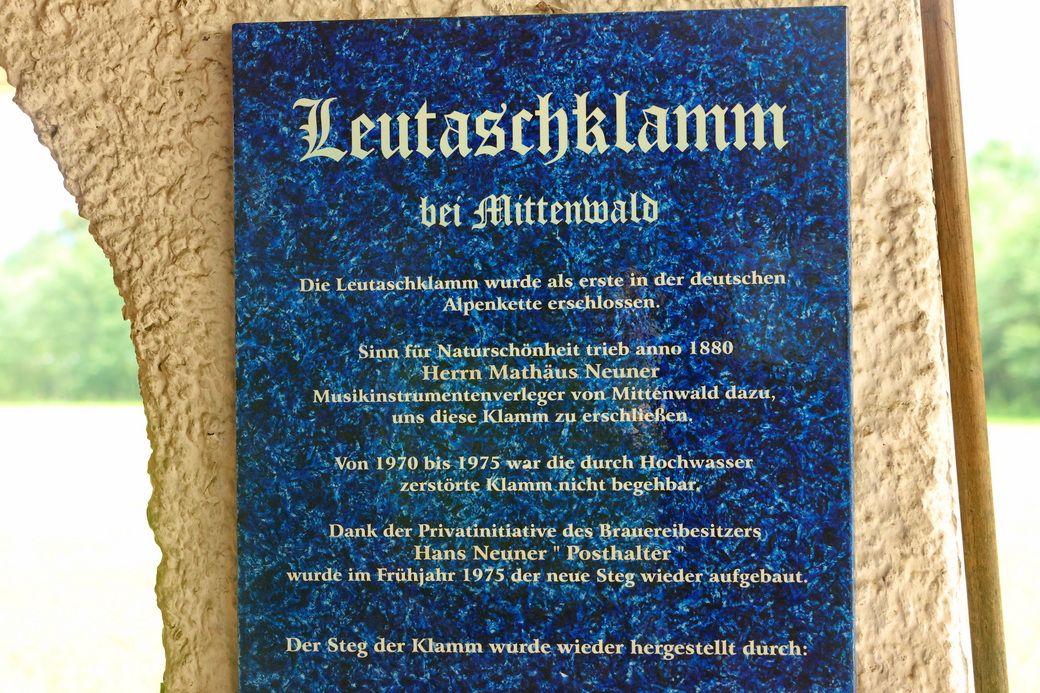 Leutaschklamm
bei Mittenwald
Die Leutaschklamm wurde als erste in der deutschen
Alpenkette erschlossen.
Sinn für Naturschönheit trieb anno 1880
Herrn Mathäus Neuner
Musikinstrumentenverleger von Mittenwald dazu,
uns diese Klamm zu erschließen.
Von 1970 bis 1975 war die durch Hochwasser
zerstörte Klamm nicht begehbar.
Dank der Privatinitiative des Brauereibesitzers
Hans Neuner " Posthalter "
wurde im Frühjahr 1975 der neue Steg wieder aufgebaut.
Der Steg der Klamm wurde wieder hergestellt durch: